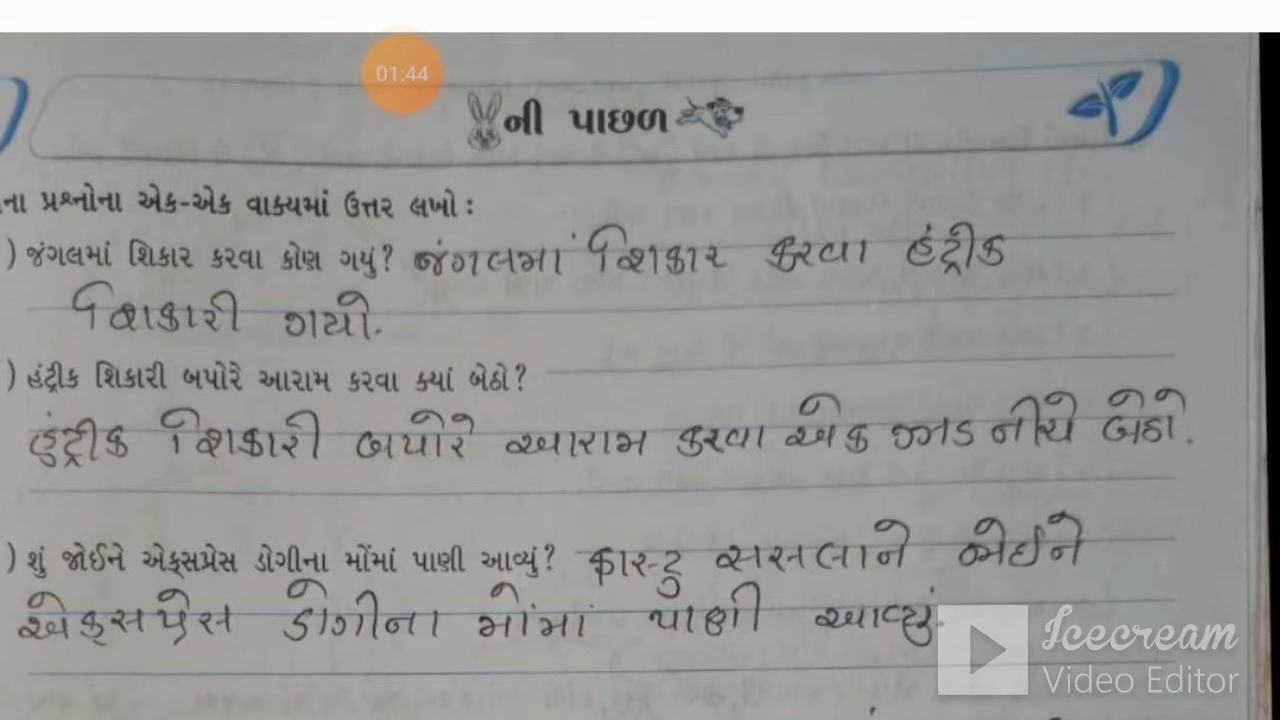 01:44
ની પાછળ
ના પ્રશ્નોના એક-એક વાક્યમાં ઉત્તર લખો :
) જંગલમાં શિકાર કરવા કોણ ગયું? જંગલમાં શિકાર કરવા હંટ્રીક
શિકારી ગયો.
) હંટ્રીક શિકારી બપોરે આરામ કરવા ક્યાં બેઠો?
હંટ્રીક શિકારી બપોરે આરામ કરવા એક ઝાડ નીચે બેઠો.
) શું જોઈને એક્સપ્રેસ ડોગીના મોંમાં પાણી આવ્યું? ફાસ્ટુ સસલાને જોઈને
એક્સપ્રેસ ડોગીના મોંમાં પાણી આવ્યું.
Icecream
Video Editor